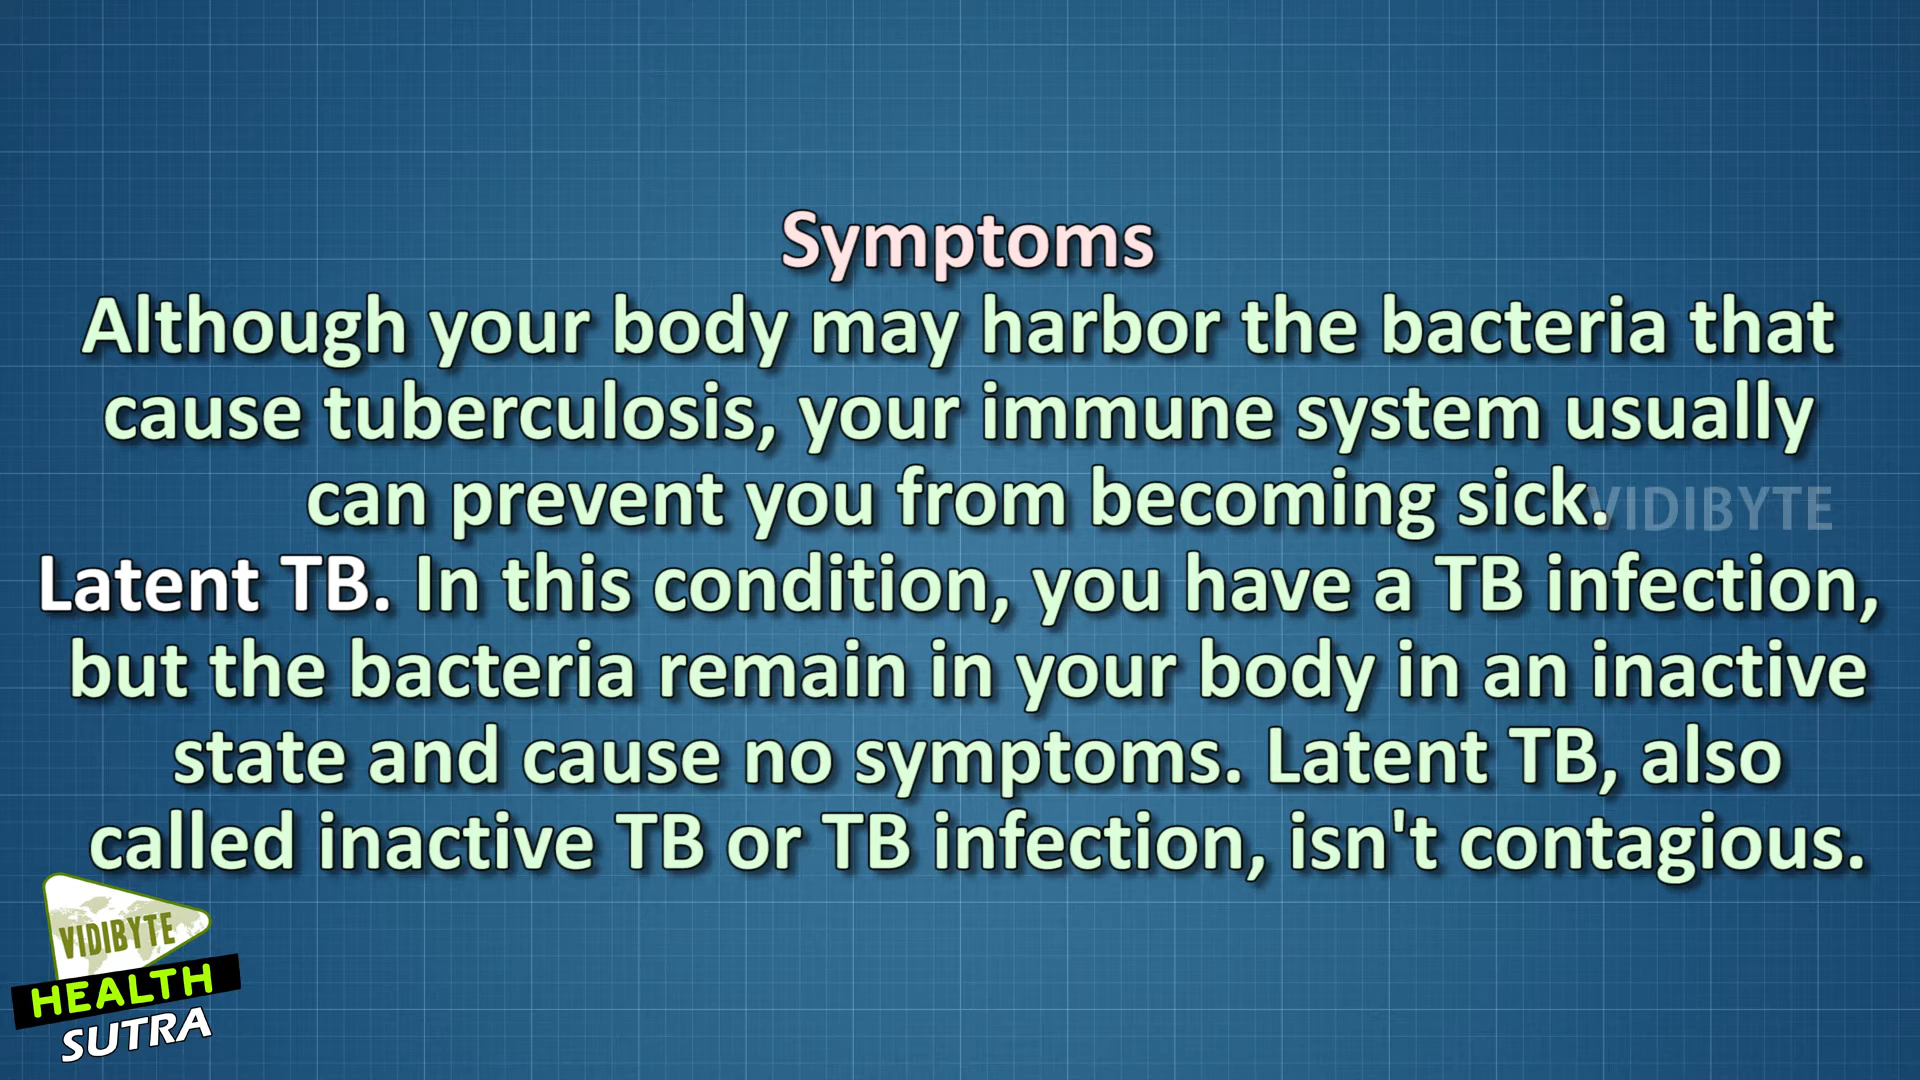 Symptoms
Although your body may harbor the bacteria that
cause tuberculosis, your immune system usually
can prevent you from becoming sick.
VIDIBYTE
Latent TB. In this condition, you have a TB infection,
but the bacteria remain in your body in an inactive
state and cause no symptoms. Latent TB, also
called inactive TB or TB infection, isn't contagious.
VIDIBYTE
HEALTH
SUTRA